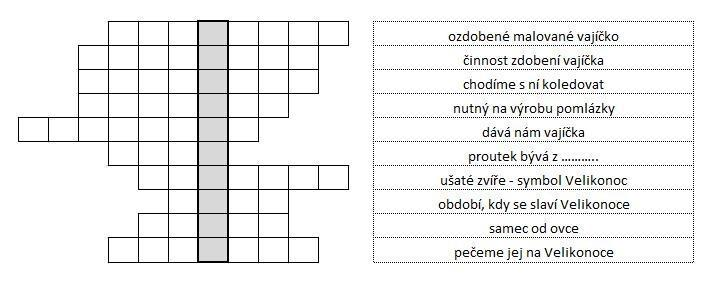 ozdobené malované vajíčko
činnost zdobení vajíčka
chodíme s ní koledovat
nutný na výrobu pomlázky
dává nám vajíčka
proutek bývá z ………..
ušaté zvíře - symbol Velikonoc
období, kdy se slaví Velikonoce
samec od ovce
pečeme jej na Velikonoce